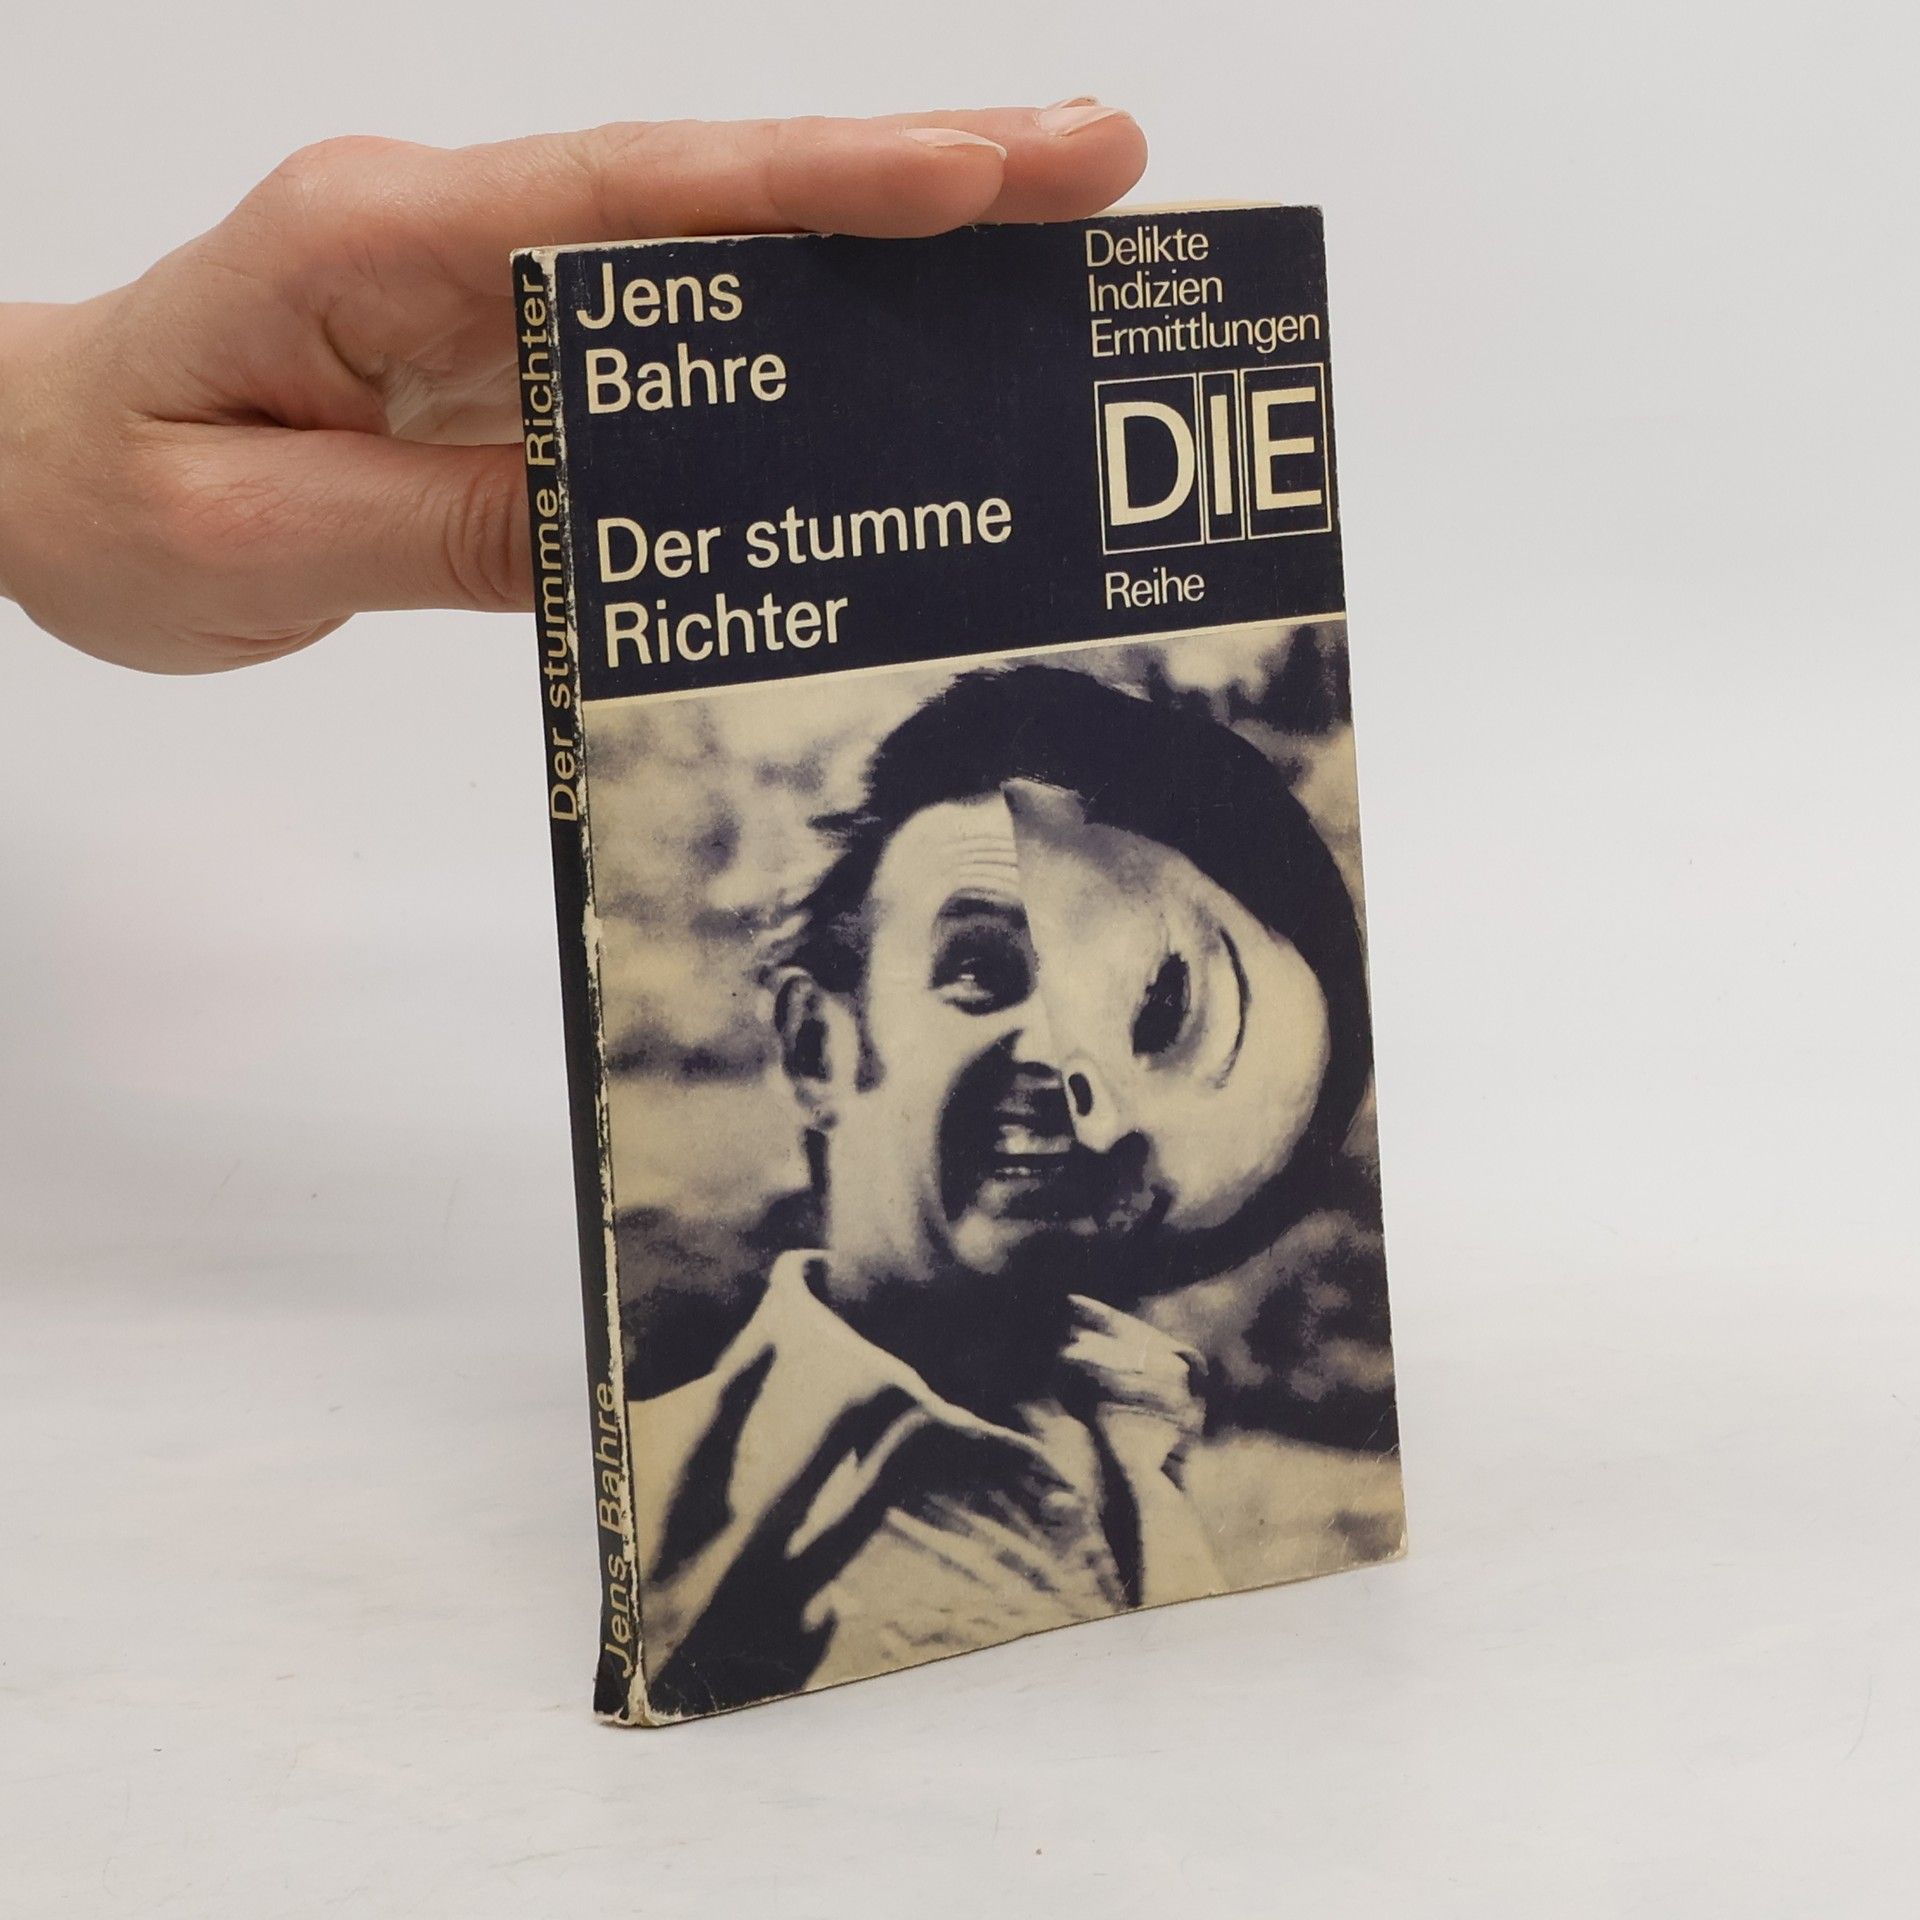 Jens
Bahre
Der stumme
Richter
Delikte
Indizien
Ermittlungen
DIE
Reihe
Der stumme Richter
Jens Bahre